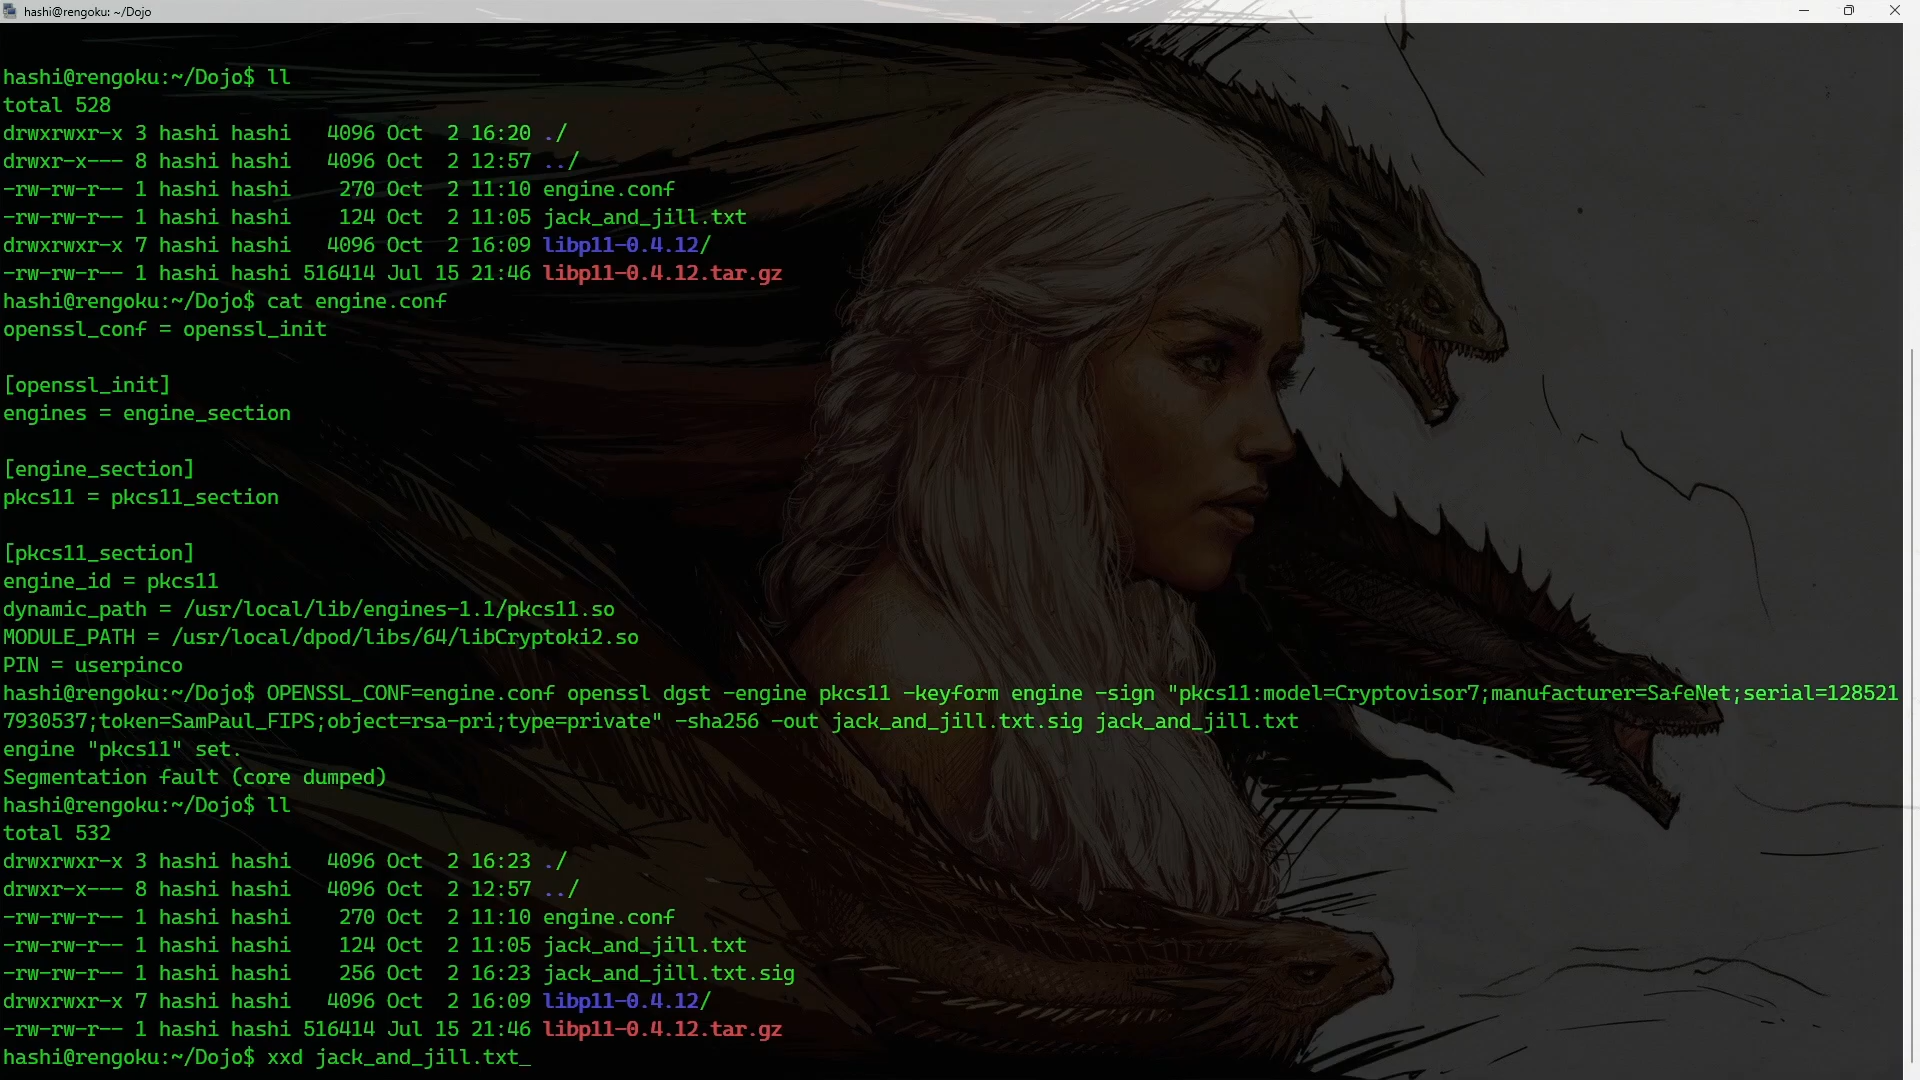 hashi@rengoku: ~/Dojo
hashi@rengoku:~/Dojo$ ll
total 528
drwxrwxr-x 3 hashi hashi   4096 Oct  2 16:20 ./
drwxr-x--- 8 hashi hashi   4096 Oct  2 12:57 ../
-rw-rw-r-- 1 hashi hashi    270 Oct  2 11:10 engine.conf
-rw-rw-r-- 1 hashi hashi    124 Oct  2 11:05 jack_and_jill.txt
drwxrwxr-x 7 hashi hashi   4096 Oct  2 16:09 libp11-0.4.12/
-rw-rw-r-- 1 hashi hashi 516414 Jul 15 21:46 libp11-0.4.12.tar.gz
hashi@rengoku:~/Dojo$ cat engine.conf
openssl_conf = openssl_init

[openssl_init]
engines = engine_section

[engine_section]
pkcs11 = pkcs11_section

[pkcs11_section]
engine_id = pkcs11
dynamic_path = /usr/local/lib/engines-1.1/pkcs11.so
MODULE_PATH = /usr/local/dpod/libs/64/libCryptoki2.so
PIN = userpinco
hashi@rengoku:~/Dojo$ OPENSSL_CONF=engine.conf openssl dgst -engine pkcs11 -keyform engine -sign "pkcs11:model=Cryptovisor7;manufacturer=SafeNet;serial=128521
7930537;token=SamPaul_FIPS;object=rsa-pri;type=private" -sha256 -out jack_and_jill.txt.sig jack_and_jill.txt
engine "pkcs11" set.
Segmentation fault (core dumped)
hashi@rengoku:~/Dojo$ ll
total 532
drwxrwxr-x 3 hashi hashi   4096 Oct  2 16:23 ./
drwxr-x--- 8 hashi hashi   4096 Oct  2 12:57 ../
-rw-rw-r-- 1 hashi hashi    270 Oct  2 11:10 engine.conf
-rw-rw-r-- 1 hashi hashi    124 Oct  2 11:05 jack_and_jill.txt
-rw-rw-r-- 1 hashi hashi    256 Oct  2 16:23 jack_and_jill.txt.sig
drwxrwxr-x 7 hashi hashi   4096 Oct  2 16:09 libp11-0.4.12/
-rw-rw-r-- 1 hashi hashi 516414 Jul 15 21:46 libp11-0.4.12.tar.gz
hashi@rengoku:~/Dojo$ xxd jack_and_jill.txt_